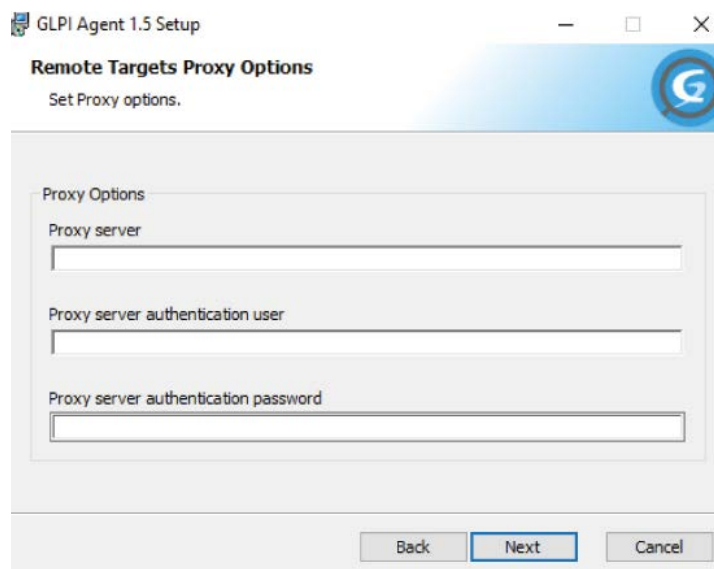 GLPI Agent 1.5 Setup
Remote Targets Proxy Options
Set Proxy options.
Proxy Options
Proxy server
Proxy server authentication user
Proxy server authentication password
Back Next Cancel